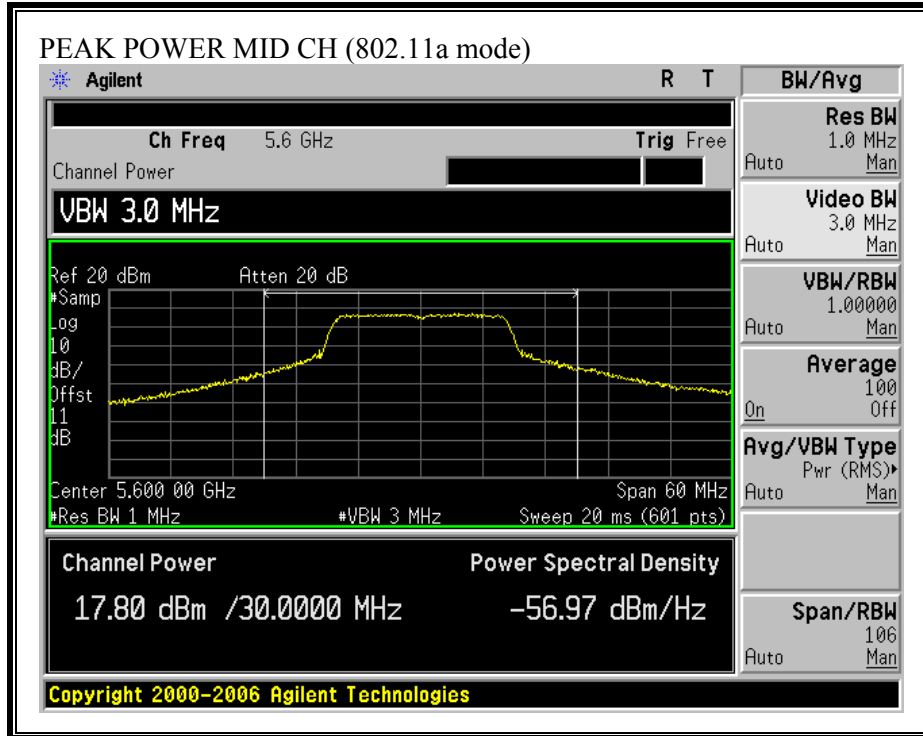 PEAK POWER MID CH (802.11a mode)
Agilent R T
Ch Freq 5.6 GHz Trig Free
Channel Power
VBW 3.0 MHz
Ref 20 dBm Atten 20 dB
#Samp
Log
10
dB/
Offst
11
dB
Center 5.600 00 GHz Span 60 MHz
#Res BW 1 MHz #VBW 3 MHz Sweep 20 ms (601 pts)
Channel Power Power Spectral Density
17.80 dBm /30.0000 MHz -56.97 dBm/Hz
Copyright 2000-2006 Agilent Technologies
BW/Avg
Res BW
1.0 MHz
Auto Man
Video BW
3.0 MHz
Auto Man
VBW/RBW
1.00000
Auto Man
Average
100
On Off
Avg/VBW Type
Pwr (RMS)▸
Auto Man
Span/RBW
106
Auto Man